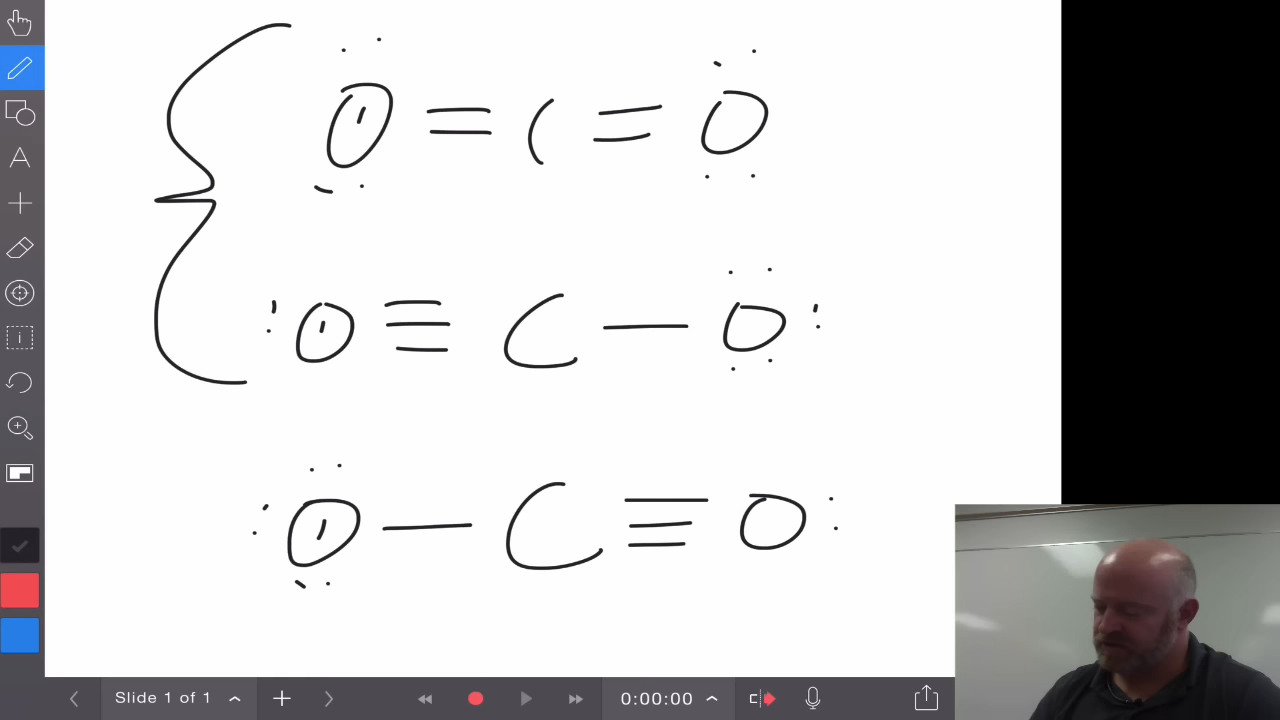 O = C = O
O ≡ C — O
O — C ≡ O
A
i
Slide 1 of 1
0:00:00